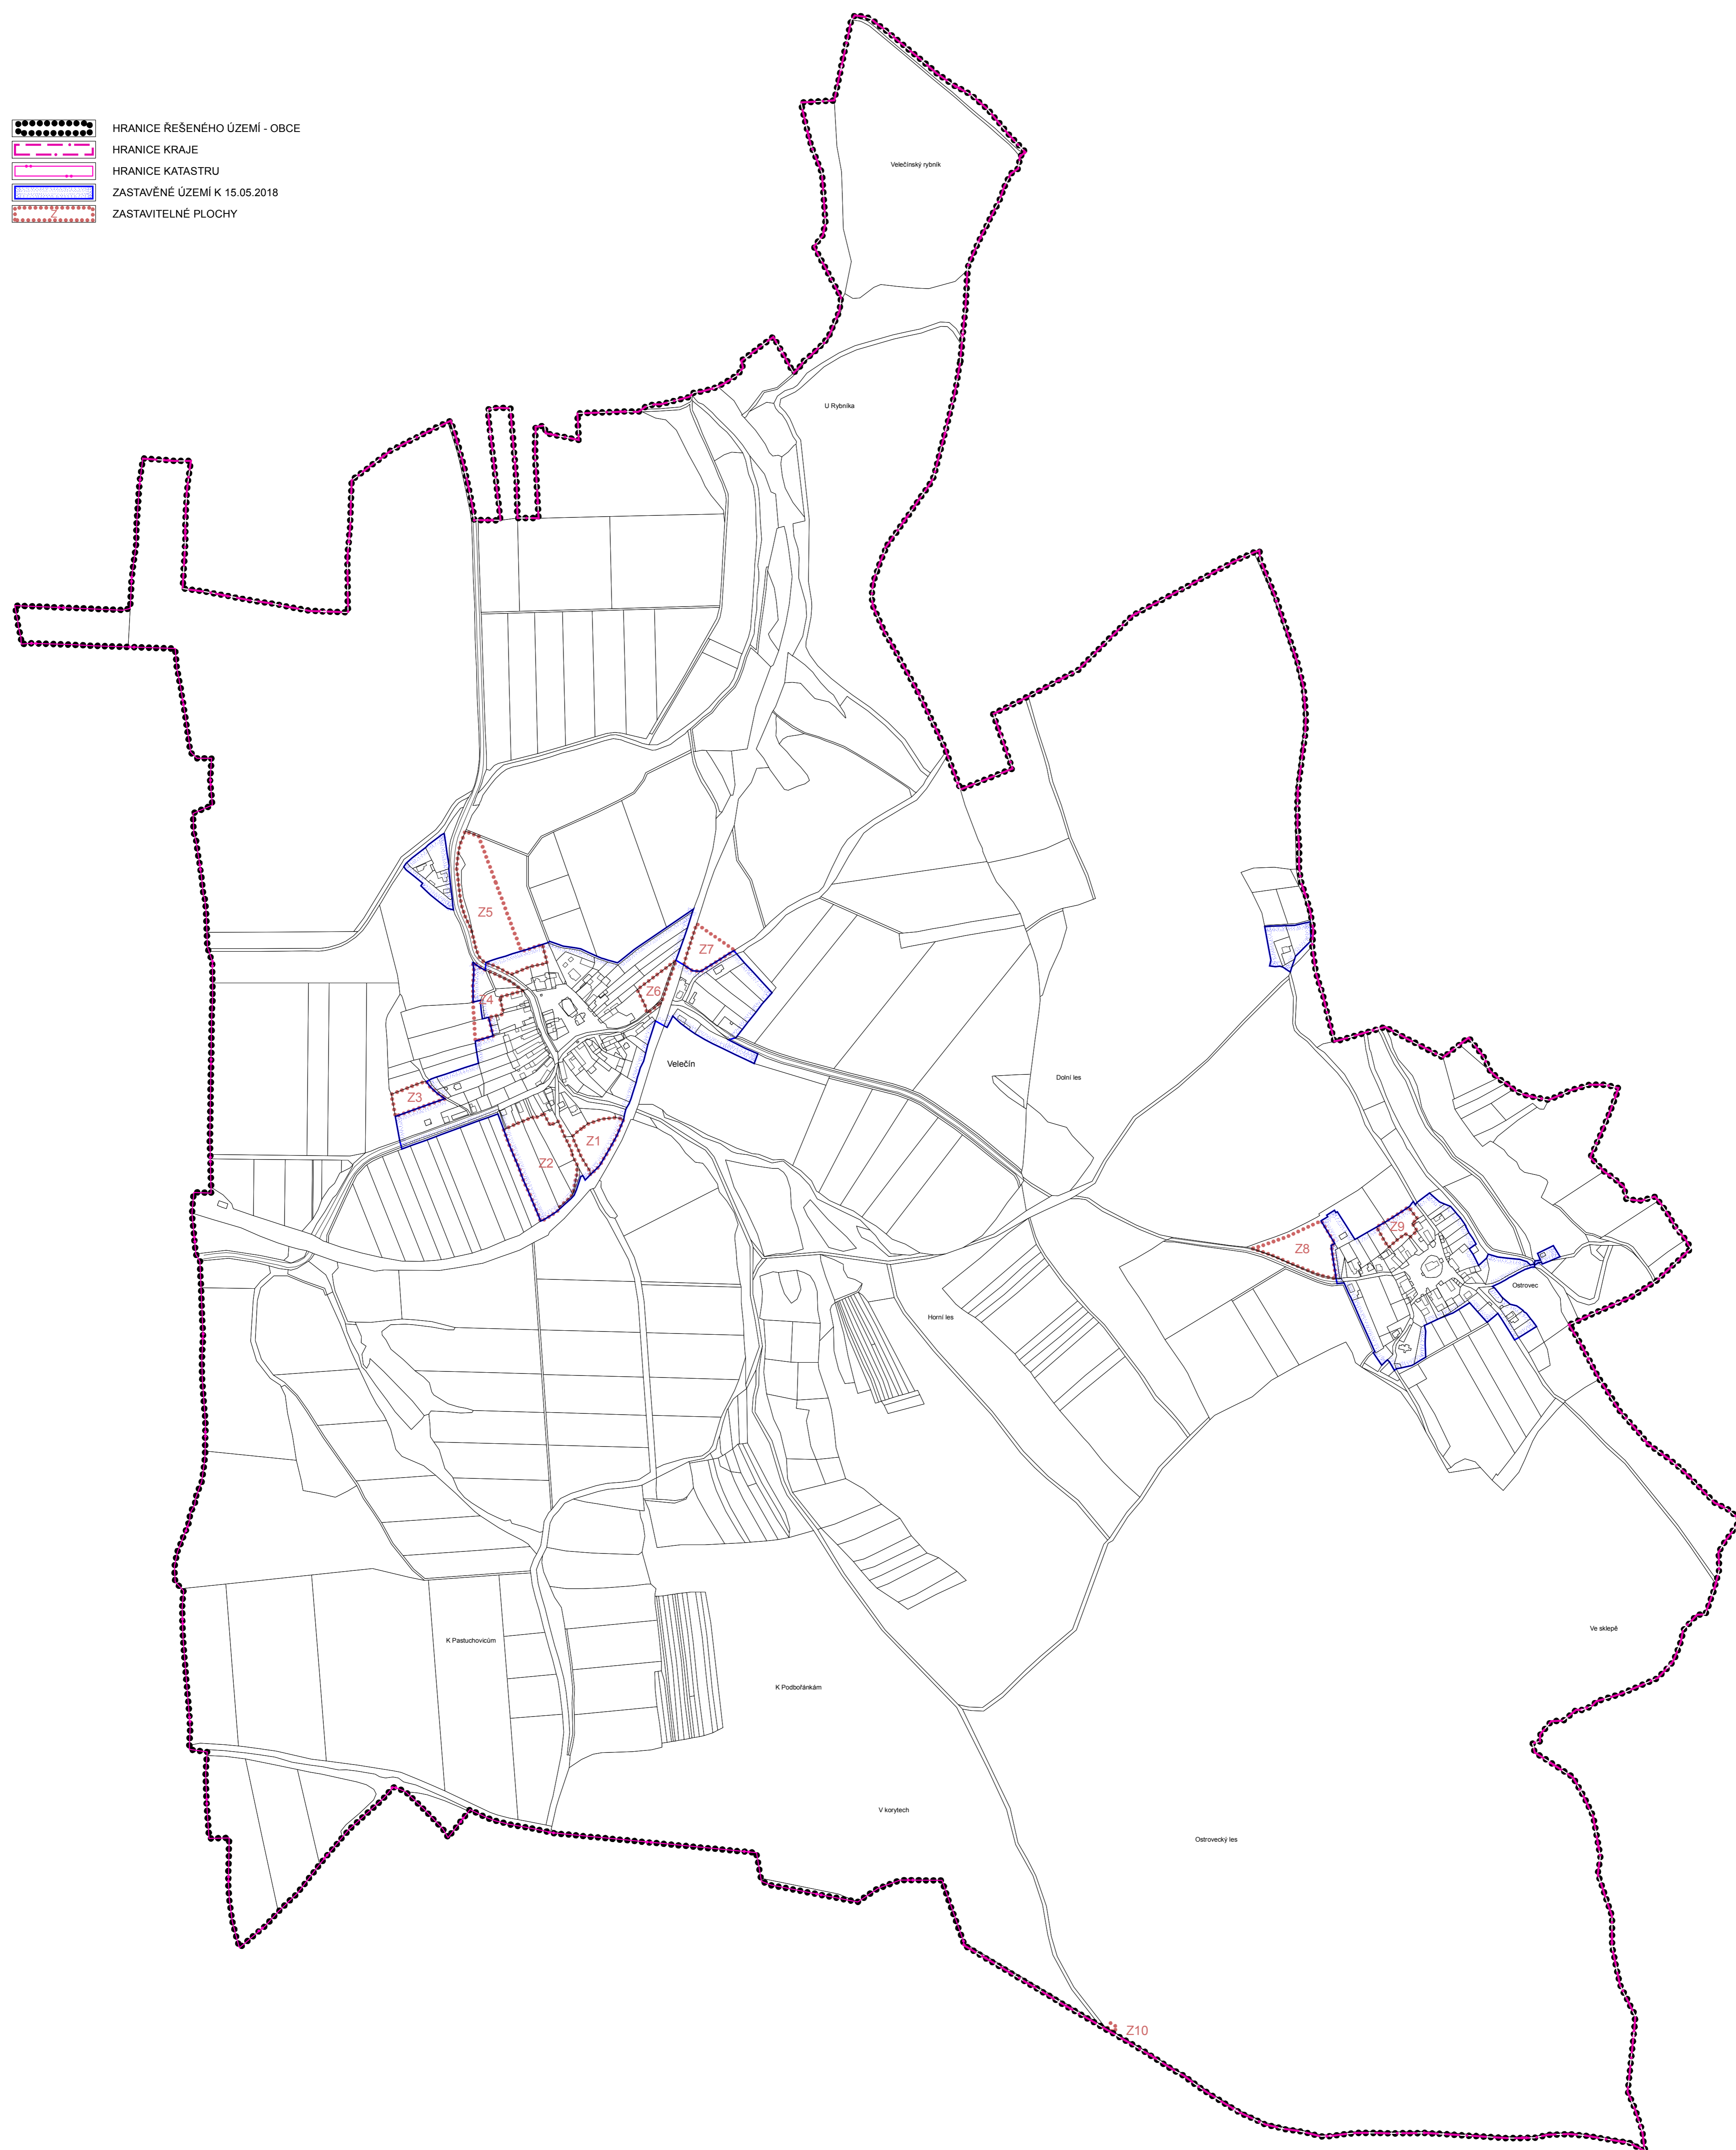 HRANICE ŘEŠENÉHO ÚZEMÍ - OBCE
HRANICE KRAJE
HRANICE KATASTRU
ZASTAVĚNÉ ÚZEMÍ K 15.05.2018
Z
ZASTAVITELNÉ PLOCHY
Velečínský rybník
U Rybníka
Z5
Z7
Z6
Z4
Velečín
Dolní les
Z3
Z1
Z2
Z9
Z8
Ostrovec
Horní les
Ve sklepě
K Pastuchovicům
K Podbořánkám
V korytech
Ostrovecký les
Z10